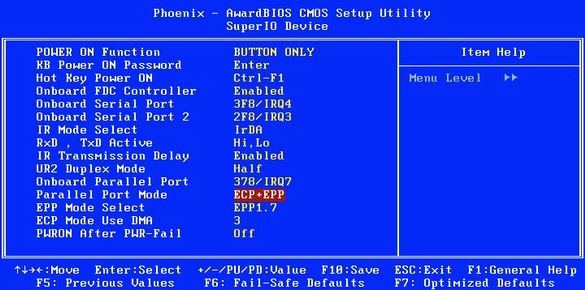 Phoenix - AwardBIOS CMOS Setup Utility
SuperIO Device
POWER ON Function BUTTON ONLY
KB Power ON Password Enter
Hot Key Power ON Ctrl-F1
Onboard FDC Controller Enabled
Onboard Serial Port 3F8/IRQ4
Onboard Serial Port 2 2F8/IRQ3
IR Mode Select IrDA
RxD , TxD Active Hi,Lo
IR Transmission Delay Enabled
UR2 Duplex Mode Half
Onboard Parallel Port 378/IRQ7
Parallel Port Mode ECP+EPP
EPP Mode Select EPP1.7
ECP Mode Use DMA 3
PWRON After PWR-Fail Off
Item Help
Menu Level ▶▶
↑↓→←:Move Enter:Select +/-/PU/PD:Value F10:Save ESC:Exit F1:General Help
F5: Previous Values F6: Fail-Safe Defaults F7: Optimized Defaults